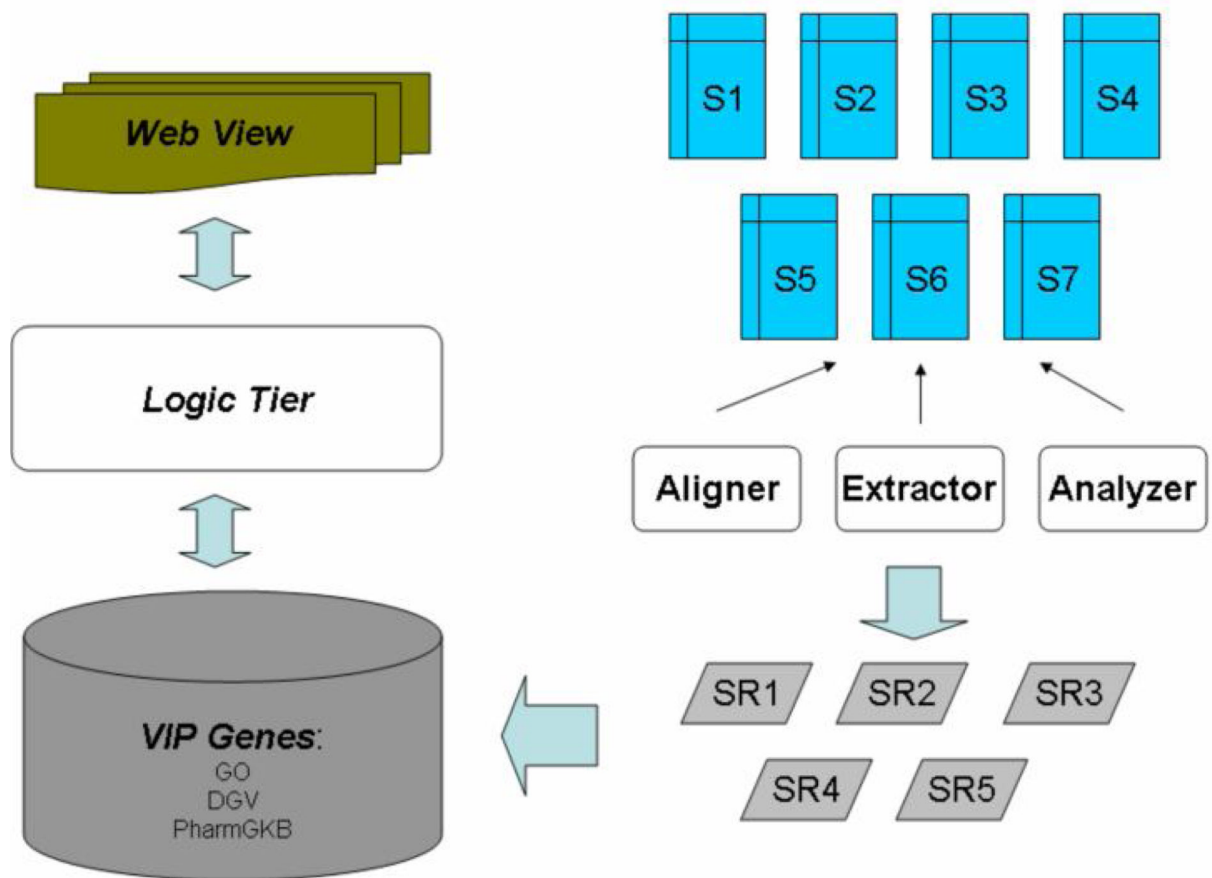 Web View
Logic Tier
VIP Genes:
GO
DGV
PharmGKB
S1 S2 S3 S4
S5 S6 S7
Aligner Extractor Analyzer
SR1 SR2 SR3
SR4 SR5